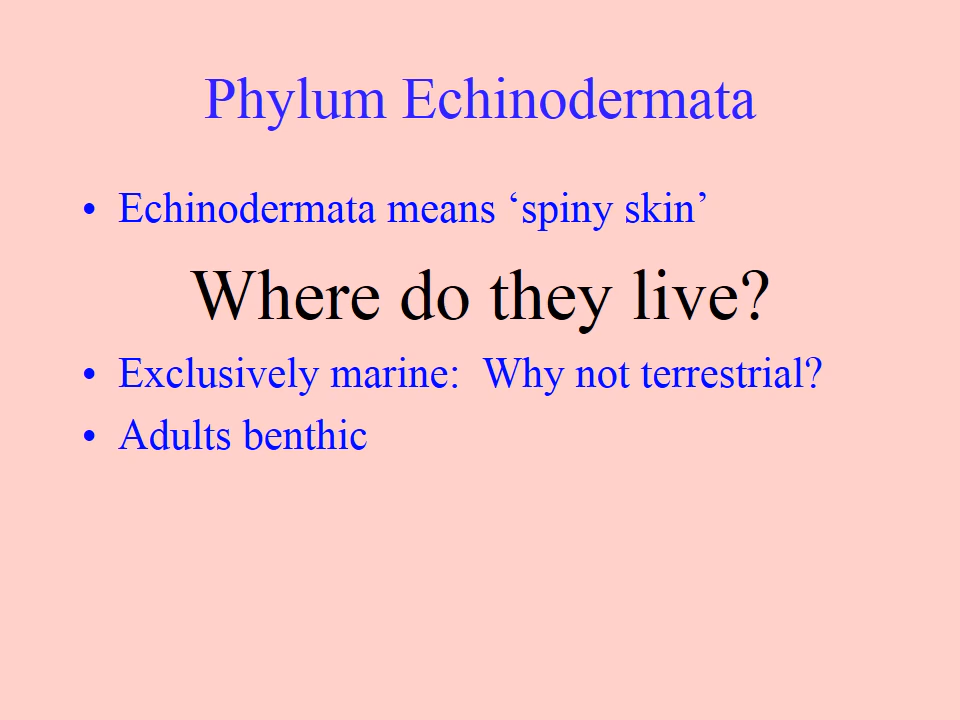 Phylum Echinodermata
• Echinodermata means ‘spiny skin’
Where do they live?
• Exclusively marine:  Why not terrestrial?
• Adults benthic